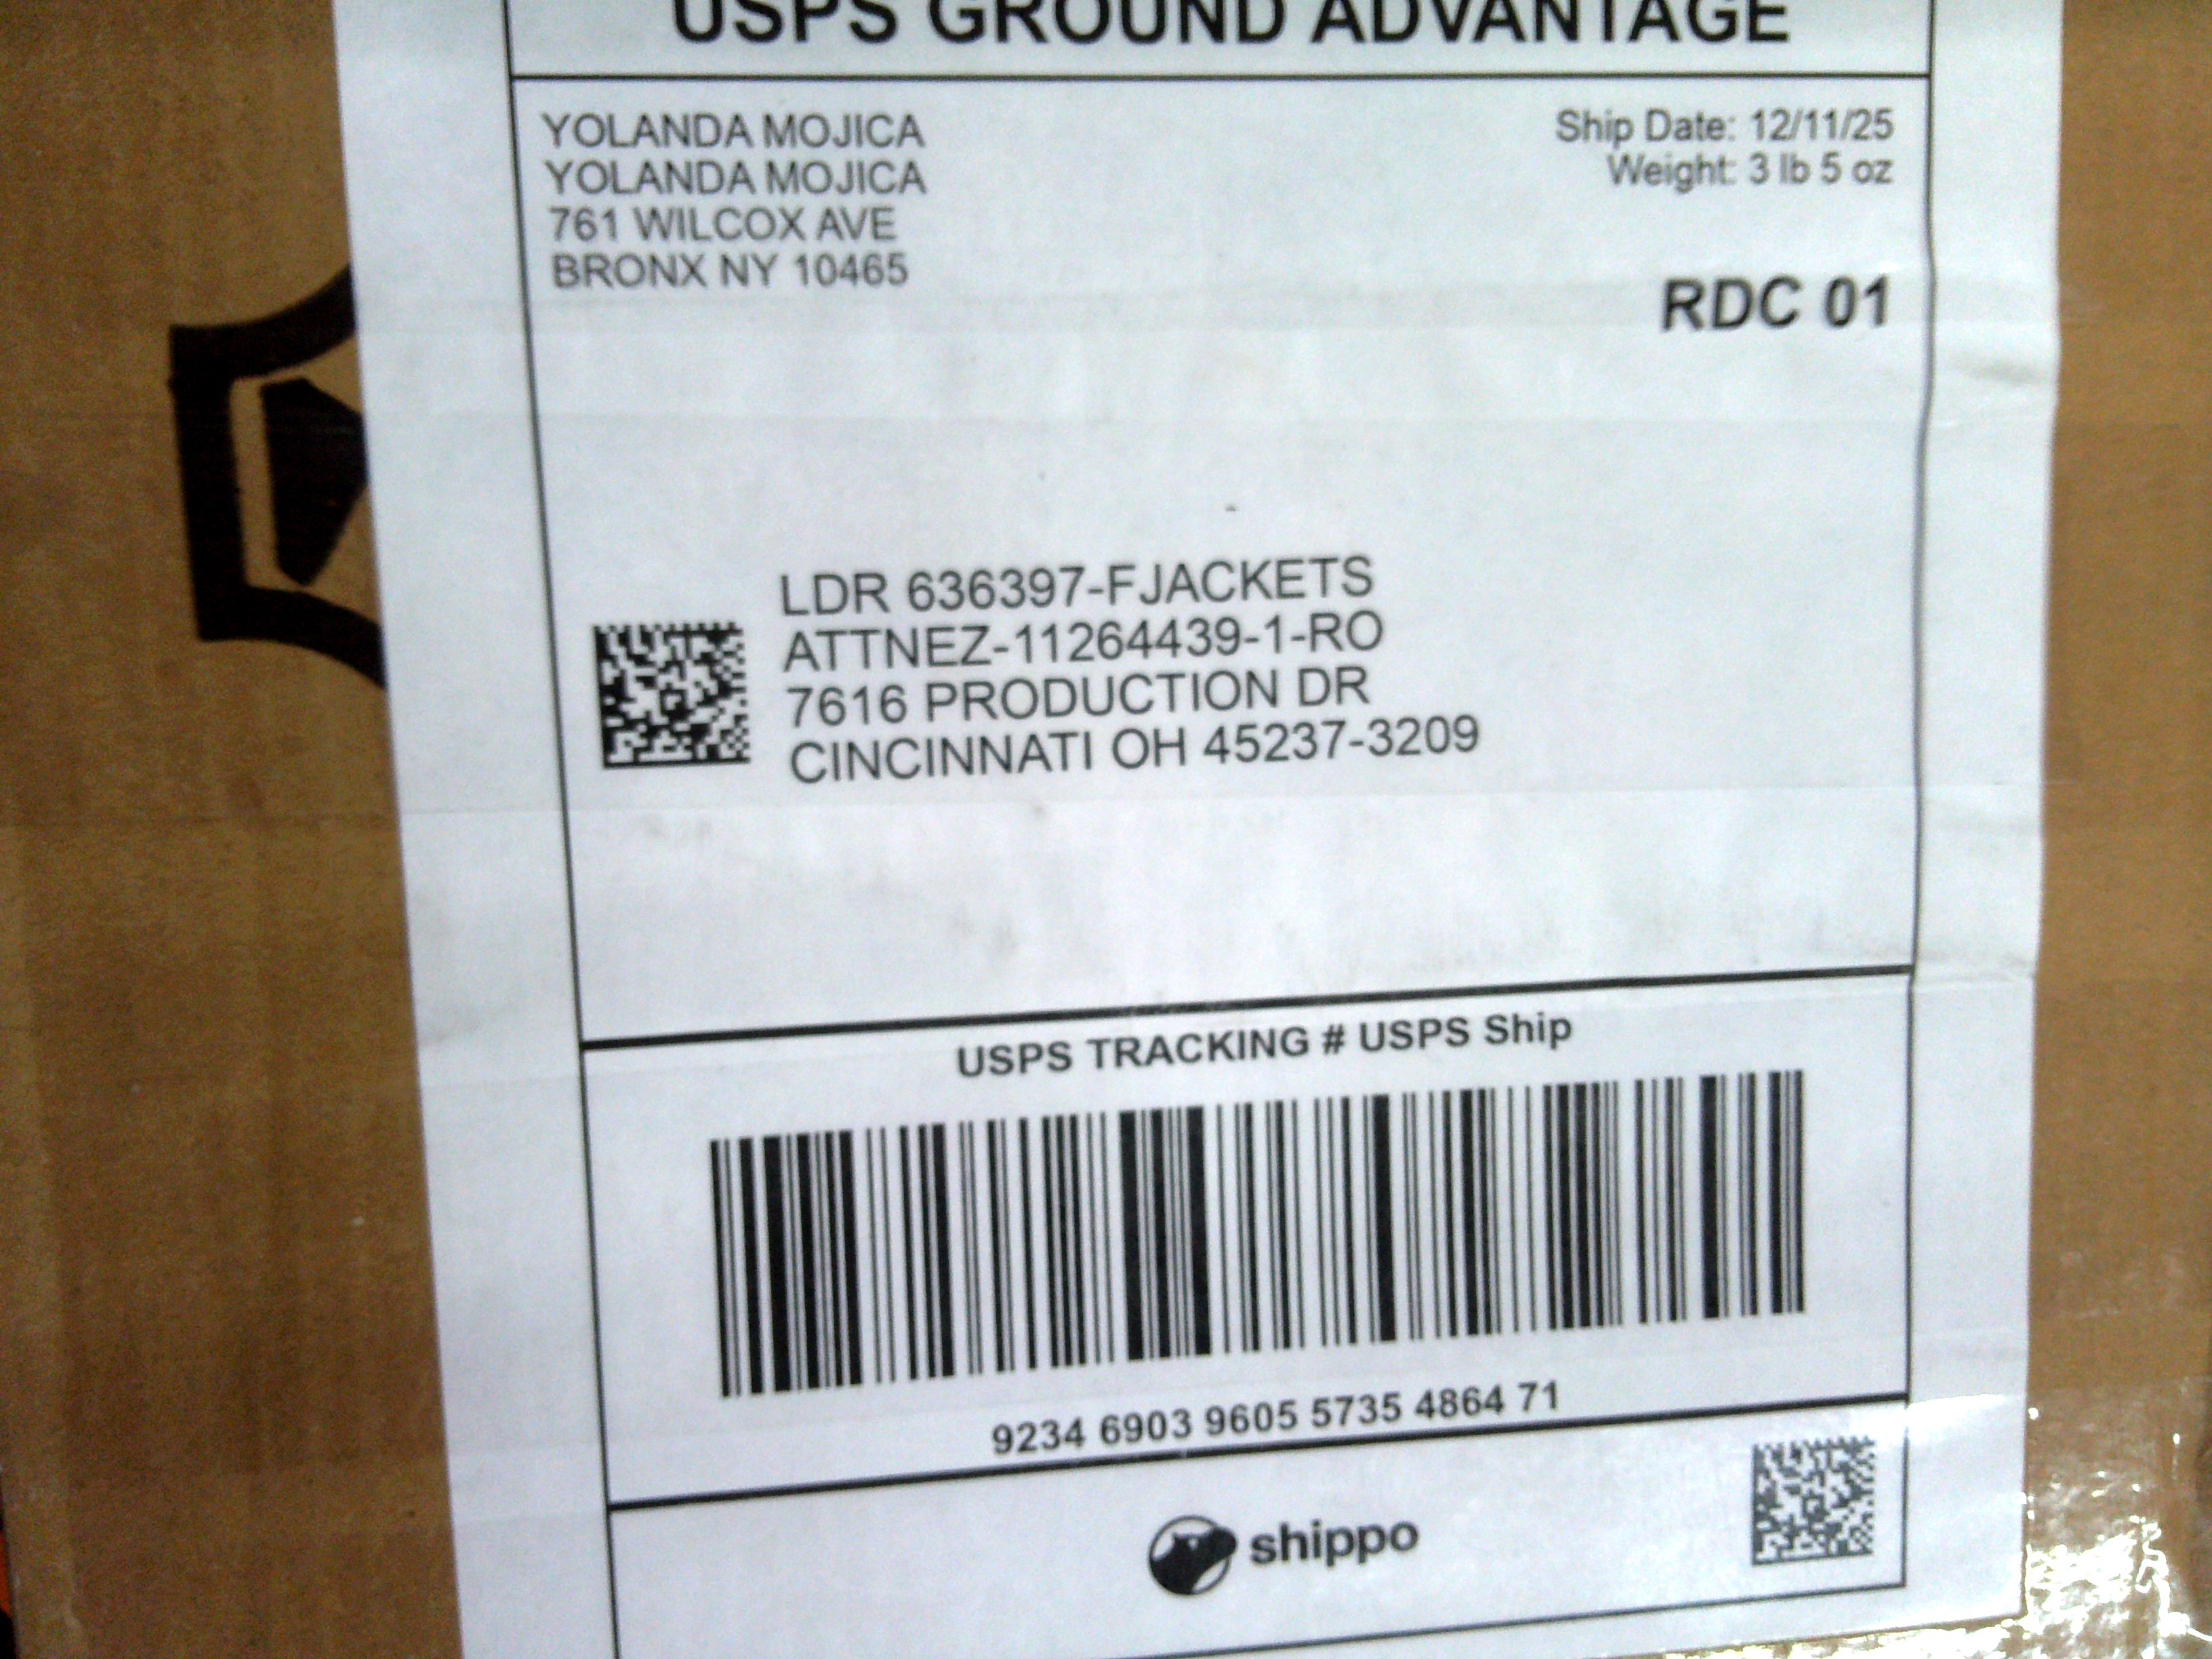 USPS GROUND ADVANTAGE
YOLANDA MOJICA
YOLANDA MOJICA
761 WILCOX AVE
BRONX NY 10465
Ship Date: 12/11/25
Weight: 3 lb 5 oz
RDC 01
LDR 636397-FJACKETS
ATTNEZ-11264439-1-RO
7616 PRODUCTION DR
CINCINNATI OH 45237-3209
USPS TRACKING # USPS Ship
9234 6903 9605 5735 4864 71
shippo